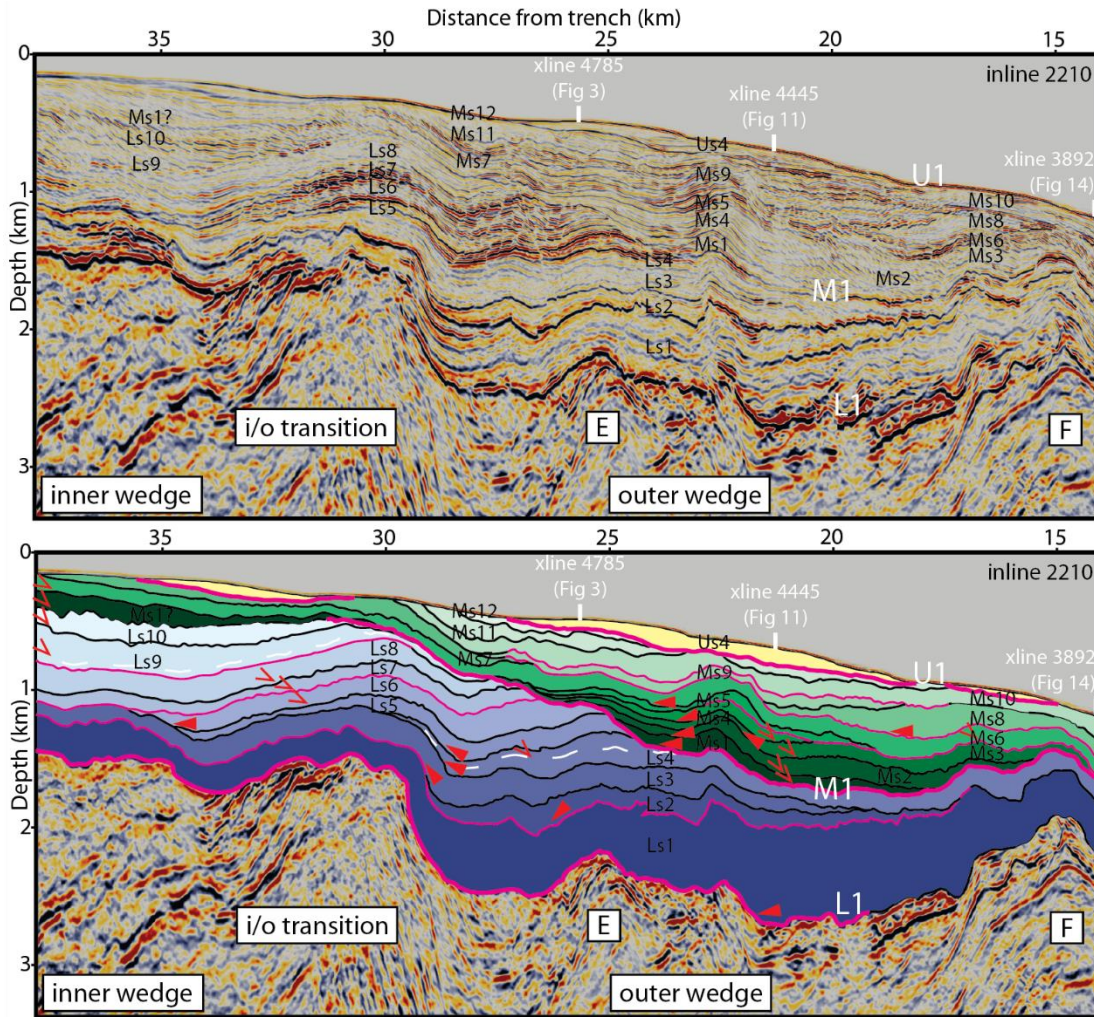 Distance from trench (km)
35 30 25 20 15
0
xline 4785
(Fig 3)
inline 2210
xline 4445
(Fig 11)
xline 3892
(Fig 14)
Ms1?
Ls10
Ls9
Ls8
Ls7
Ls6
Ls5
Ms12
Ms11
Ms7
Us4
Ms9
Ms5
Ms4
Ms1
Ls4
Ls3
Ls2
Ls1
U1
Ms10
Ms8
Ms6
Ms3
Ms2
M1
L1
Depth (km)
1
2
3
i/o transition
E
F
inner wedge
outer wedge
35 30 25 20 15
0
xline 4785
(Fig 3)
inline 2210
xline 4445
(Fig 11)
xline 3892
(Fig 14)
Ms1?
Ls10
Ls9
Ls8
Ls7
Ls6
Ls5
Ms12
Ms11
Ms7
Us4
Ms9
Ms5
Ms4
Ms1
Ls4
Ls3
Ls2
Ls1
U1
Ms10
Ms8
Ms6
Ms3
Ms2
M1
L1
Depth (km)
1
2
3
i/o transition
E
F
inner wedge
outer wedge